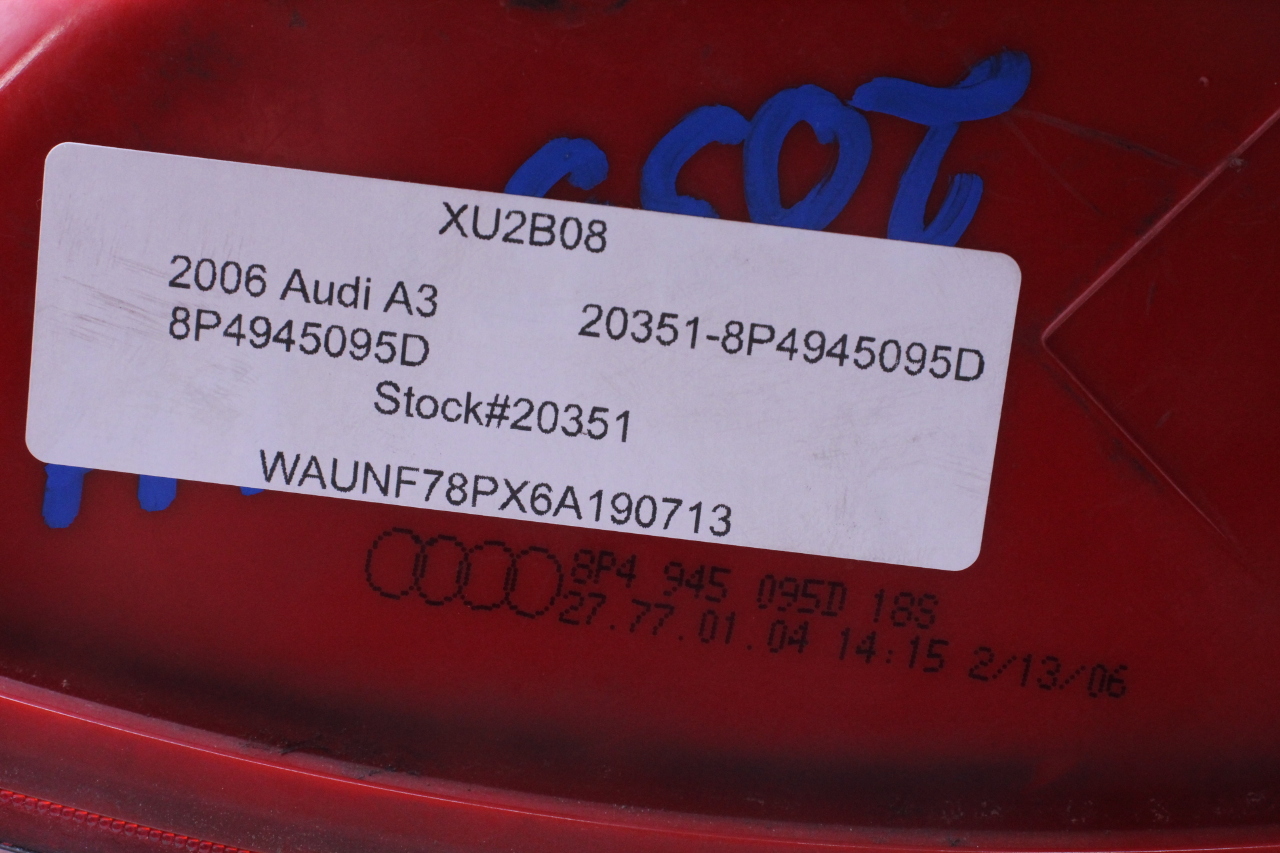 XU2B08
2006 Audi A3
8P4945095D
20351-8P4945095D
Stock#20351
WAUNF78PX6A190713
8P4 945 095D 18S
27.77.01.04 14:15 2/13/06